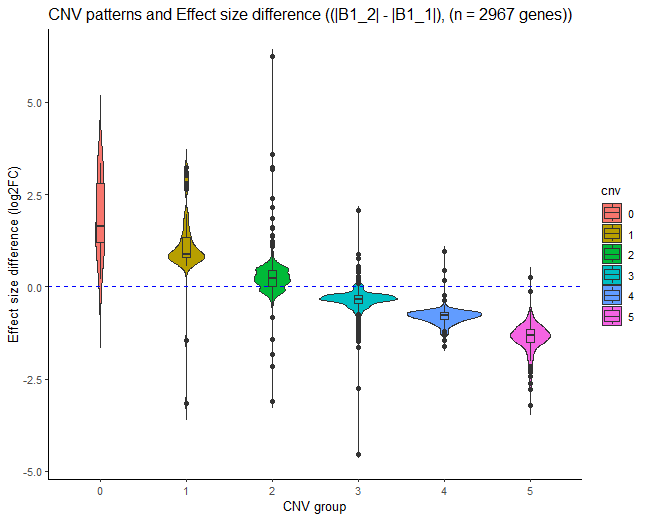 CNV patterns and Effect size difference ((|B1_2| - |B1_1|), (n = 2967 genes))
Effect size difference (log2FC)
5.0
2.5
0.0
-2.5
-5.0
0 1 2 3 4 5
CNV group
cnv
0
1
2
3
4
5